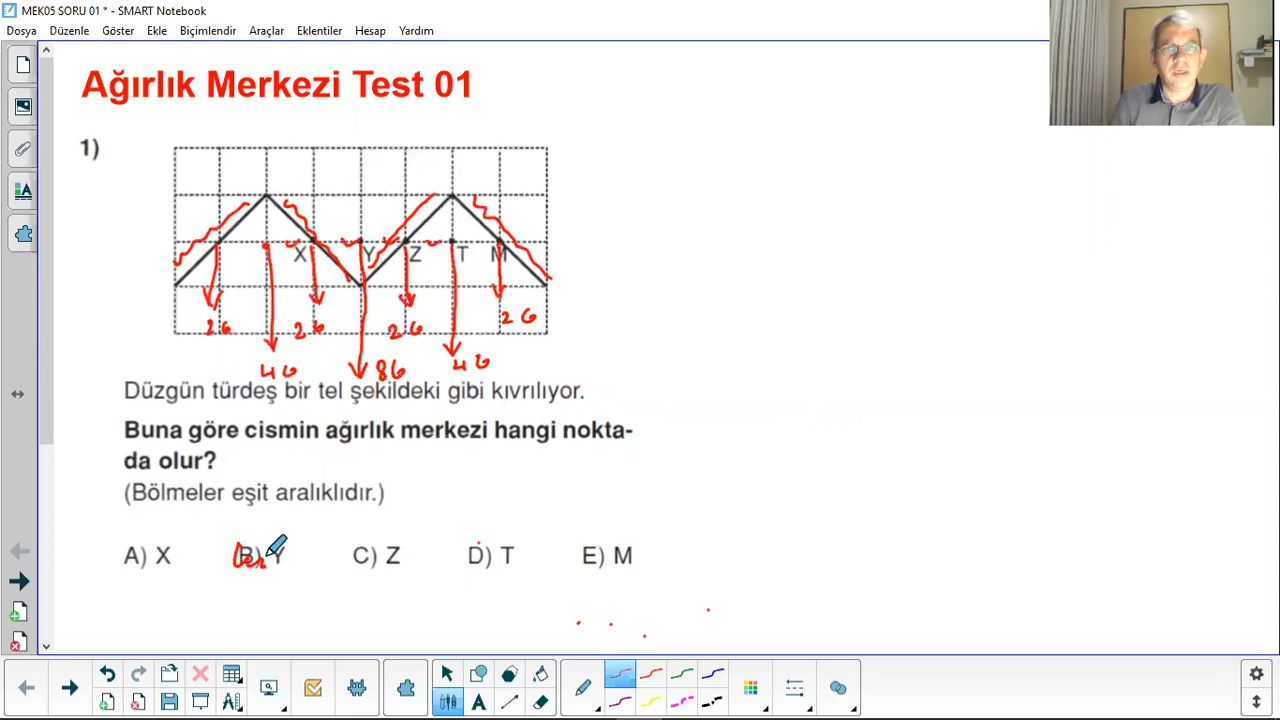 MEK05 SORU 01 * - SMART Notebook
Dosya Düzenle Göster Ekle Biçimlendiri Araçlar Eklentiler Hesap Yardım
Ağırlık Merkezi Test 01
1)
X Y Z T M
2G 2G 2G 2G
4G 8G 4G
Düzgün türdeş bir tel şekildeki gibi kıvrılıyor.
Buna göre cismin ağırlık merkezi hangi nokta-
da olur?
(Bölmeler eşit aralıklıdır.)
A) X B) Y C) Z D) T E) M